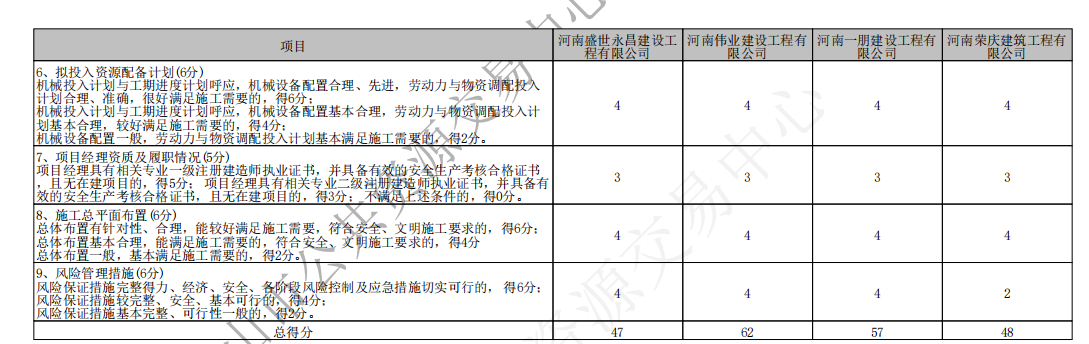 项目
河南盛世永昌建设工
程有限公司
河南伟业建设工程有
限公司
河南一朋建设工程有
限公司
河南荣庆建筑工程有
限公司
6、拟投入资源配备计划(6分)
机械投入计划与工期进度计划呼应，机械设备配置合理、先进，劳动力与物资调配投入
计划合理、准确，很好满足施工需要的，得6分；
机械投入计划与工期进度计划呼应，机械设备配置基本合理，劳动力与物资调配投入计
划基本合理，较好满足施工需要的，得4分；
机械设备配置一般，劳动力与物资调配投入计划基本满足施工需要的，得2分。
4 4 4 4
7、项目经理资质及履职情况(5分)
项目经理具有相关专业一级注册建造师执业证书，并具备有效的安全生产考核合格证书
，且无在建项目的，得5分； 项目经理具有相关专业二级注册建造师执业证书，并具备有
效的安全生产考核合格证书，且无在建项目的，得3分； 不满足上述条件的，得0分。
3 3 3 3
8、施工总平面布置(6分)
总体布置有针对性、合理，能较好满足施工需要，符合安全、文明施工要求的，得6分；
总体布置基本合理，能满足施工需要的，符合安全、文明施工要求的，得4分
总体布置一般，基本满足施工需要的，得2分。
4 4 4 4
9、风险管理措施(6分)
风险保证措施完整得力、经济、安全、各阶段风险控制及应急措施切实可行的， 得6分；
风险保证措施较完整、安全、基本可行的，得4分；
风险保证措施基本完整、可行性一般的，得2分。
4 4 4 2
总得分 47 62 57 48
山市公共资源交易中心
资源交易中心